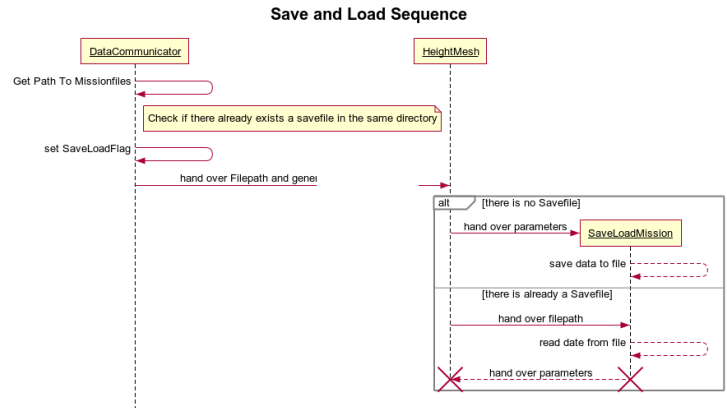 Save and Load Sequence
DataCommunicator
HeightMesh
Get Path To Missionfiles
Check if there already exists a savefile in the same directory
set SaveLoadFlag
hand over Filepath and
alt
[there is no Savefile]
hand over parameters
SaveLoadMission
save data to file
[there is already a Savefile]
hand over filepath
read date from file
hand over parameters